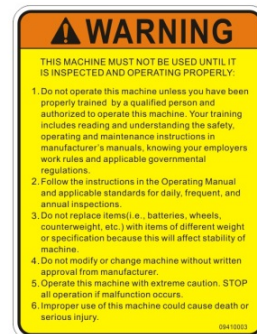 WARNING
THIS MACHINE MUST NOT BE USED UNTIL IT
IS INSPECTED AND OPERATING PROPERLY:
1. Do not operate this machine unless you have been
properly trained by a qualified person and
authorized to operate this machine. Your training
includes reading and understanding the safety,
operating and maintenance instructions in
manufacturer's manuals, knowing your employers
work rules and applicable governmental
regulations.
2. Follow the instructions in the Operating Manual
and applicable standards for daily, frequent, and
annual inspections.
3. Do not replace items(i.e., batteries, wheels,
counterweight, etc.) with items of different weight
or specification because this will affect stability of
machine.
4. Do not modify or change machine without written
approval from manufacturer.
5. Operate this machine with extreme caution. STOP
all operation if malfunction occurs.
6. Improper use of this machine could cause death or
serious injury.
09410003